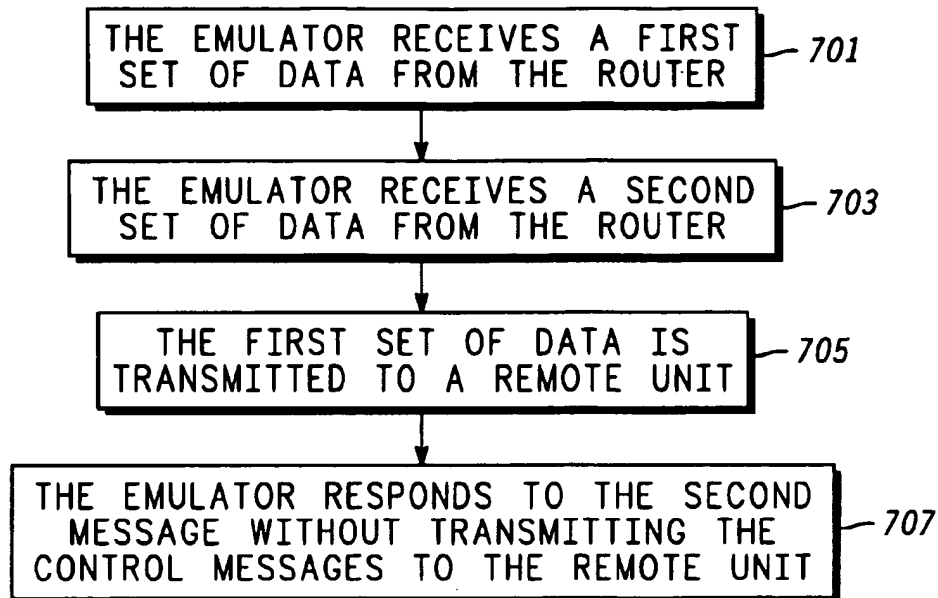 THE EMULATOR RECEIVES A FIRST
SET OF DATA FROM THE ROUTER
701
THE EMULATOR RECEIVES A SECOND
SET OF DATA FROM THE ROUTER
703
THE FIRST SET OF DATA IS
TRANSMITTED TO A REMOTE UNIT
705
THE EMULATOR RESPONDS TO THE SECOND
MESSAGE WITHOUT TRANSMITTING THE
CONTROL MESSAGES TO THE REMOTE UNIT
707